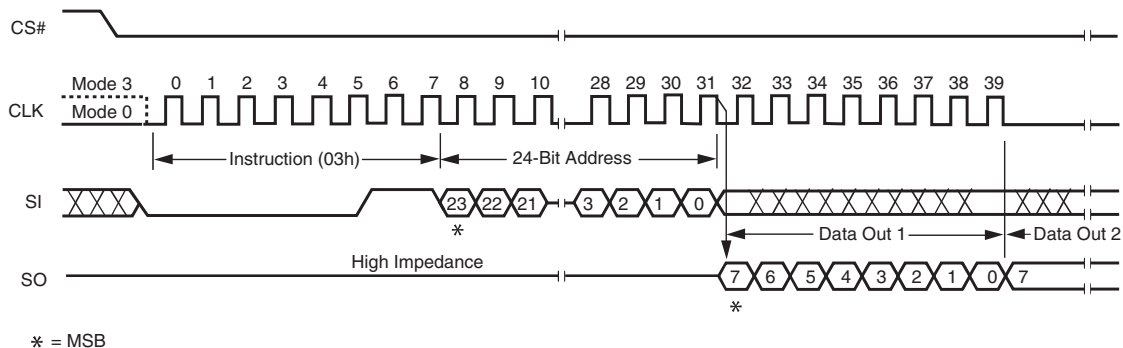 CS#
Mode 3
0 1 2 3 4 5 6 7 8 9 10 28 29 30 31 32 33 34 35 36 37 38 39
CLK
Mode 0
Instruction (03h)
24-Bit Address
SI
23 22 21 3 2 1 0
*
Data Out 1
Data Out 2
High Impedance
SO
7 6 5 4 3 2 1 0 7
*
* = MSB